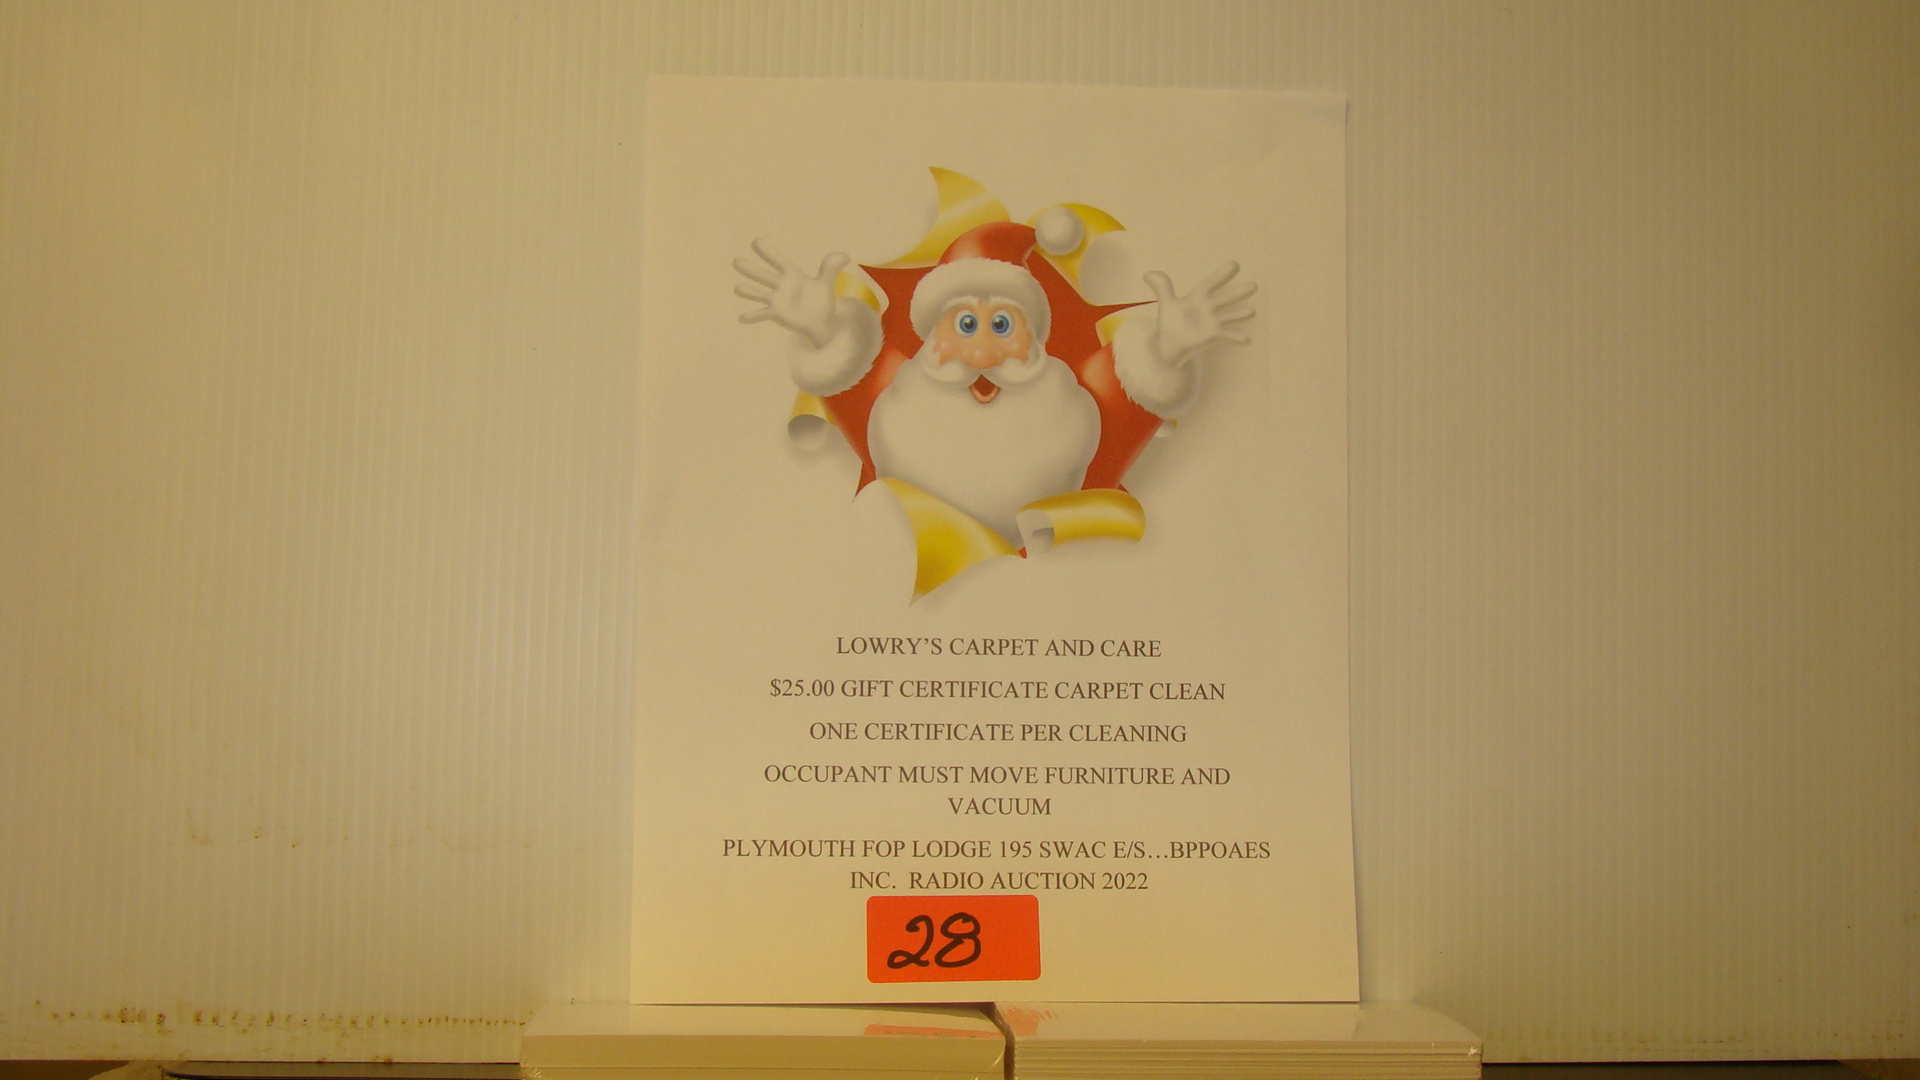 LOWRY'S CARPET AND CARE
$25.00 GIFT CERTIFICATE CARPET CLEAN
ONE CERTIFICATE PER CLEANING
OCCUPANT MUST MOVE FURNITURE AND
VACUUM
PLYMOUTH FOP LODGE 195 SWAC E/S...BPPOAES
INC.  RADIO AUCTION 2022
28